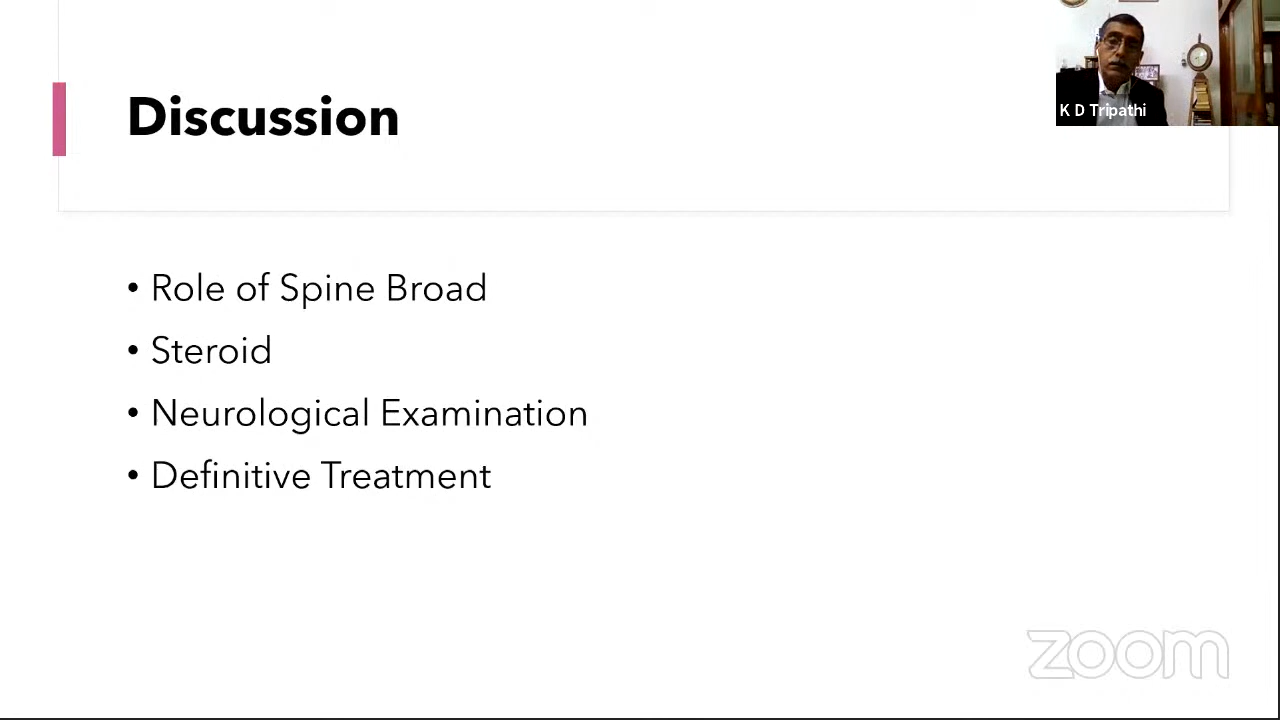 Discussion
• Role of Spine Broad
• Steroid
• Neurological Examination
• Definitive Treatment
K D Tripathi
zoom